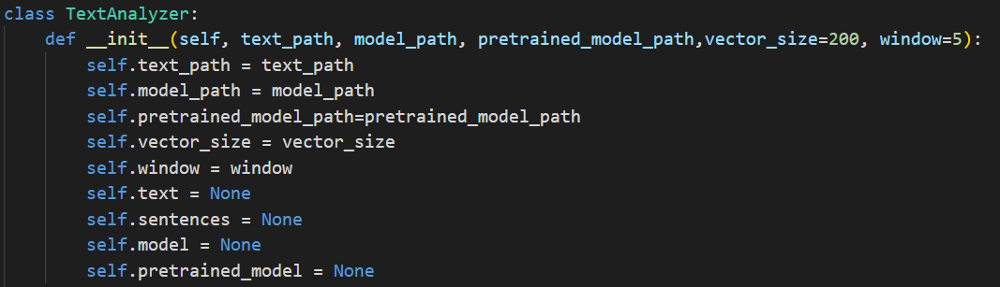 class TextAnalyzer:
    def __init__(self, text_path, model_path, pretrained_model_path,vector_size=200, window=5):
        self.text_path = text_path
        self.model_path = model_path
        self.pretrained_model_path=pretrained_model_path
        self.vector_size = vector_size
        self.window = window
        self.text = None
        self.sentences = None
        self.model = None
        self.pretrained_model = None